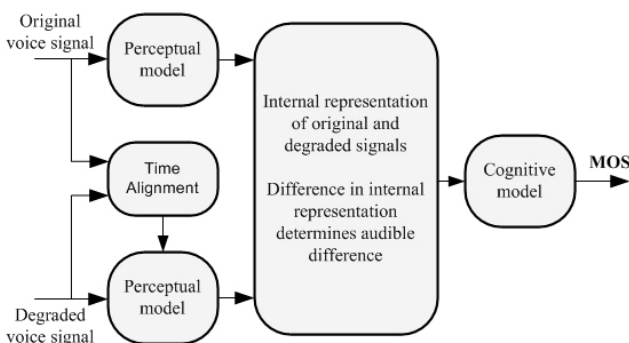 Original
voice signal
Perceptual
model
Internal representation
of original and
degraded signals
Difference in internal
representation
determines audible
difference
Cognitive
model
MOS
Time
Alignment
Perceptual
model
Degraded
voice signal